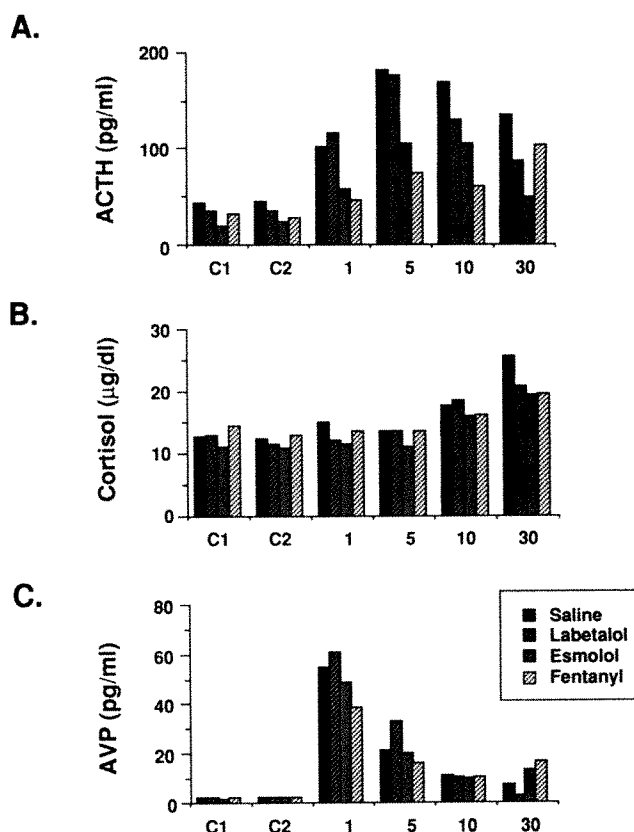 A.
ACTH (pg/ml)
200
100
0
C1 C2 1 5 10 30
B.
Cortisol (µg/dl)
30
20
10
0
C1 C2 1 5 10 30
C.
AVP (pg/ml)
80
60
40
20
0
C1 C2 1 5 10 30
Saline
Labetalol
Esmolol
Fentanyl